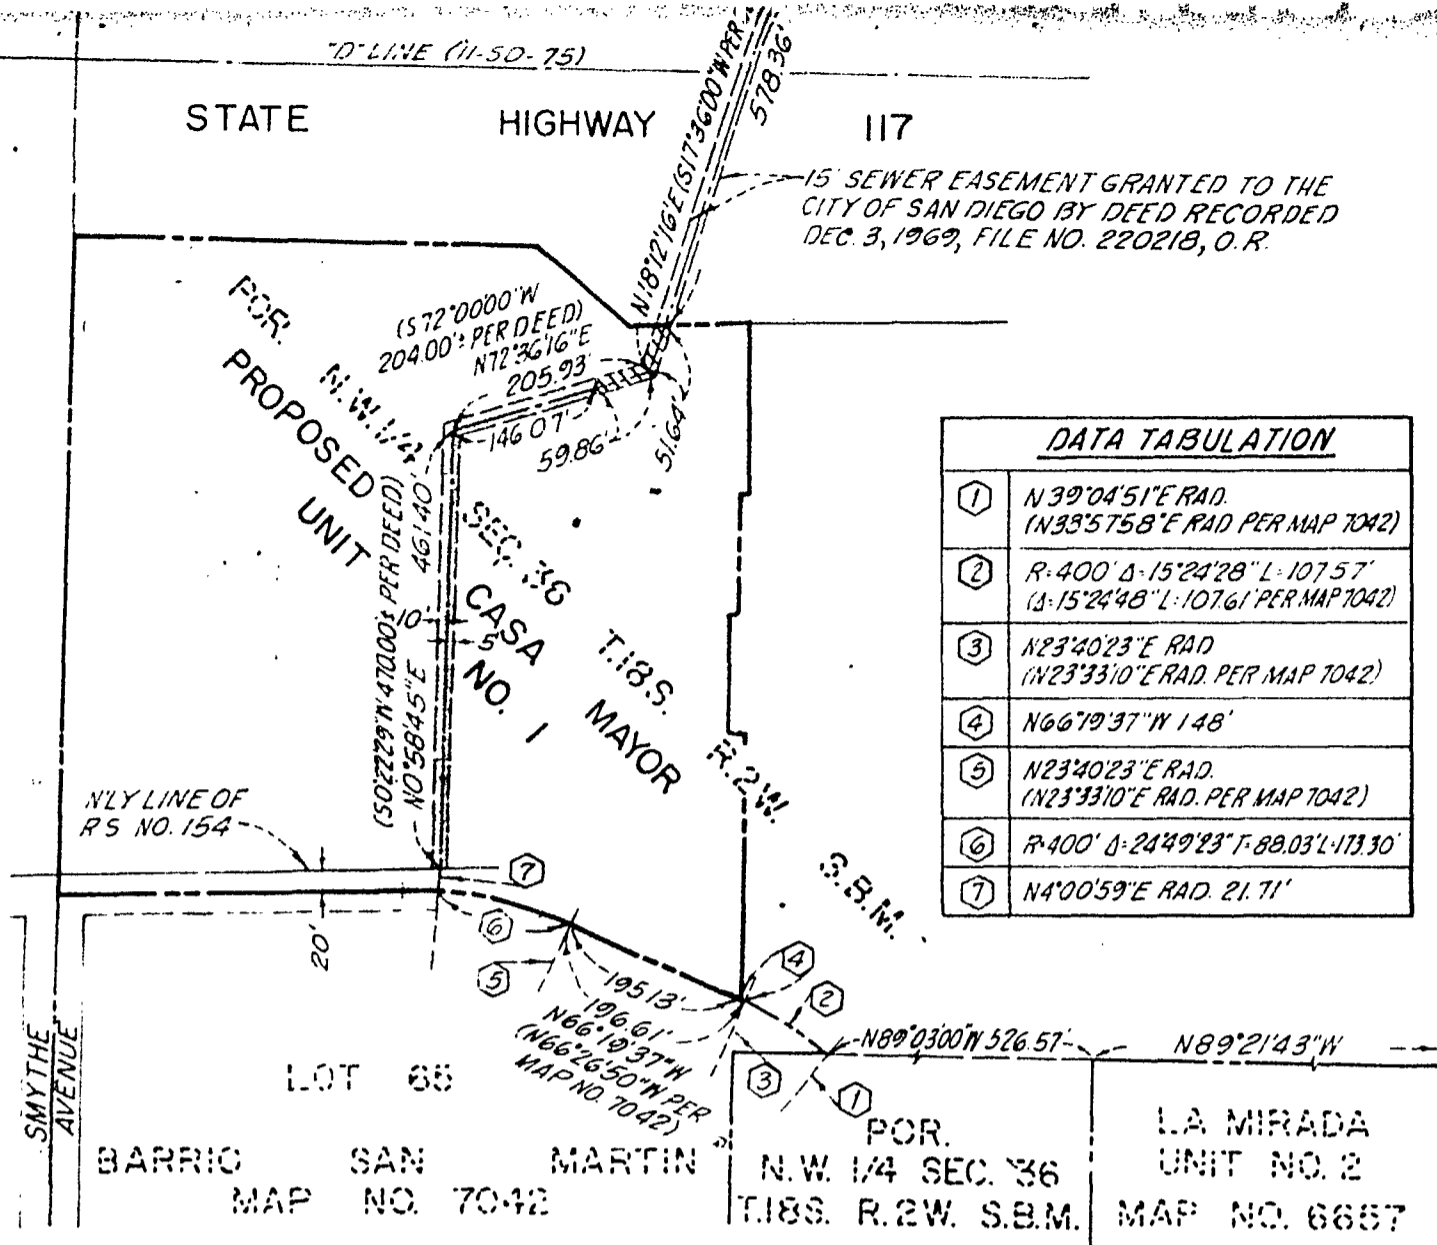 "D" LINE (11-SD-75)
STATE HIGHWAY 117
N18°12'16"E (S17°36'00"W PER
578.36'
15' SEWER EASEMENT GRANTED TO THE
CITY OF SAN DIEGO BY DEED RECORDED
DEC. 3, 1969, FILE NO. 220218, O.R.
POR. N.W. 1/4 SEC. 36 T.18S. R.2W. S.B.M.
PROPOSED CASA MAYOR
UNIT NO. 1
(S72°00'00"W
204.00'± PER DEED)
N72°36'16"E
205.93'
146.07'
59.86'
51.64'
(S0°22'29"W 470.00'± PER DEED)
N0°58'45"E 461.40'
10'
5'
N'LY LINE OF
R S NO. 154
20'
7
6
5
4
2
3
1
195.13'
196.61'
N66°19'37"W
(N66°26'50"W PER
MAP NO. 7042)
N89°03'00"W 526.57'
N89°21'43"W
SMYTHE
AVENUE
LOT 65
BARRIO SAN MARTIN
MAP NO. 7042
POR.
N.W. 1/4 SEC. 36
T.18S. R.2W. S.B.M.
LA MIRADA
UNIT NO. 2
MAP NO. 6657
DATA TABULATION
1 N39°04'51"E RAD.
(N38°57'58"E RAD PER MAP 7042)
2 R=400' Δ=15°24'28" L=107.57'
(Δ=15°24'48" L=107.61' PER MAP 7042)
3 N23°40'23"E RAD
(N23°33'10"E RAD. PER MAP 7042)
4 N66°19'37"W 1.48'
5 N23°40'23"E RAD.
(N23°33'10"E RAD. PER MAP 7042)
6 R=400' Δ=24°49'23" T=88.03' L=173.30'
7 N4°00'59"E RAD. 21.71'